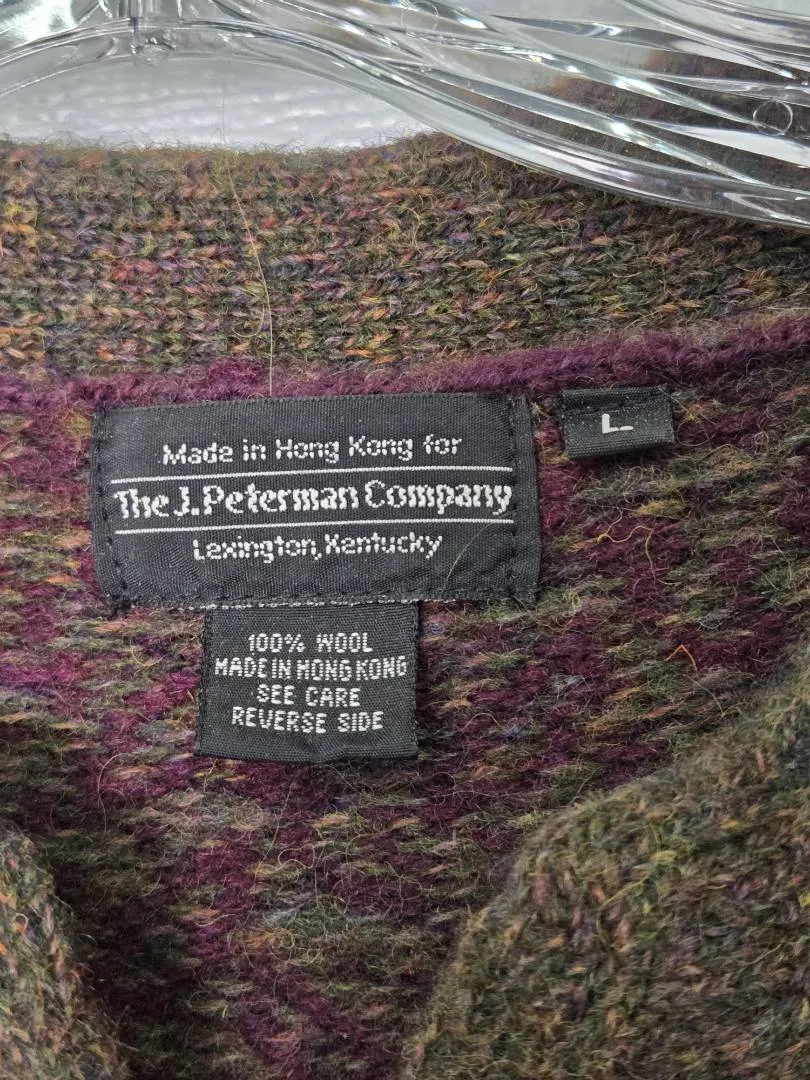 Made in Hong Kong for
The J. Peterman Company
Lexington, Kentucky
L
100% WOOL
MADE IN HONG KONG
SEE CARE
REVERSE SIDE